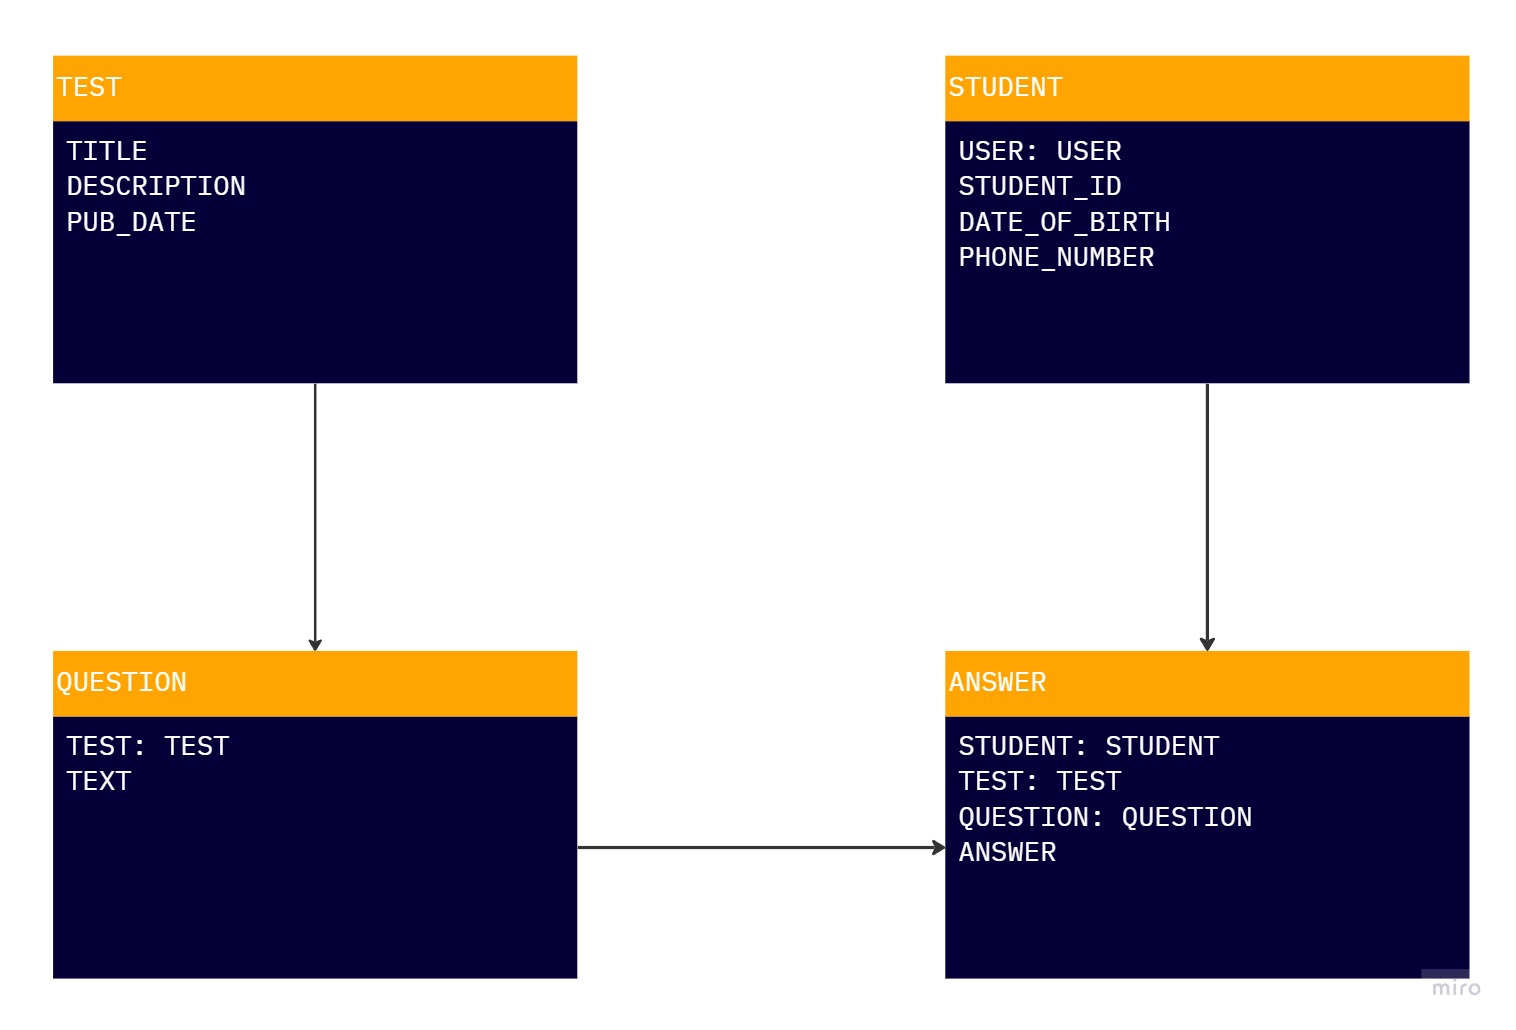 TEST
TITLE
DESCRIPTION
PUB_DATE
STUDENT
USER: USER
STUDENT_ID
DATE_OF_BIRTH
PHONE_NUMBER
QUESTION
TEST: TEST
TEXT
ANSWER
STUDENT: STUDENT
TEST: TEST
QUESTION: QUESTION
ANSWER
miro